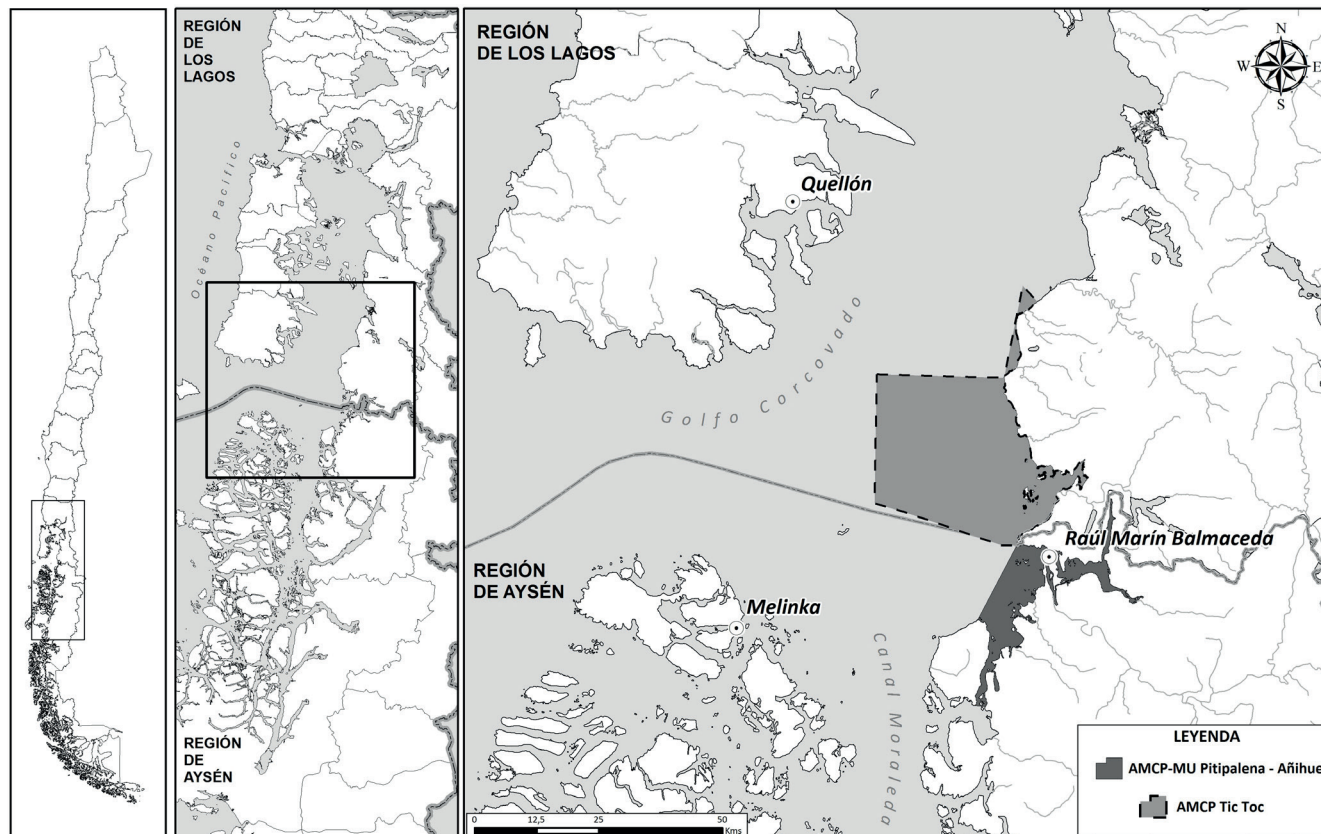 REGIÓN
DE
LOS
LAGOS
Océano Pacífico
REGIÓN
DE
AYSÉN
REGIÓN
DE LOS LAGOS
N
W
E
S
Quellón
Golfo Corcovado
Raúl Marín Balmaceda
REGIÓN
DE AYSÉN
Melinka
Canal Moraleda
LEYENDA
AMCP-MU Pitipalena - Añihue
AMCP Tic Toc
0 12,5 25 50
Kms